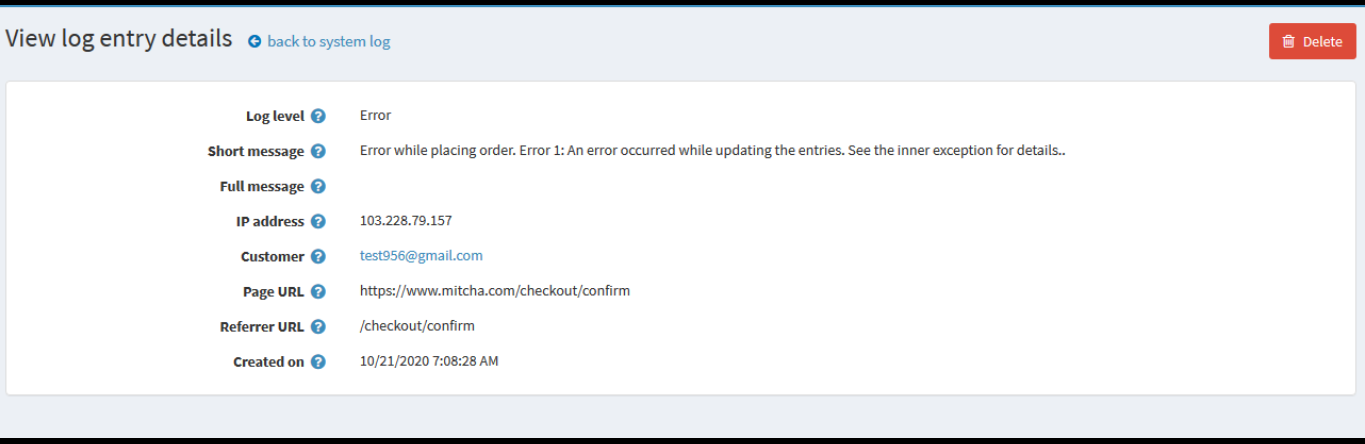 View log entry details back to system log Delete
Log level Error
Short message Error while placing order. Error 1: An error occurred while updating the entries. See the inner exception for details..
Full message
IP address 103.228.79.157
Customer test956@gmail.com
Page URL https://www.mitcha.com/checkout/confirm
Referrer URL /checkout/confirm
Created on 10/21/2020 7:08:28 AM